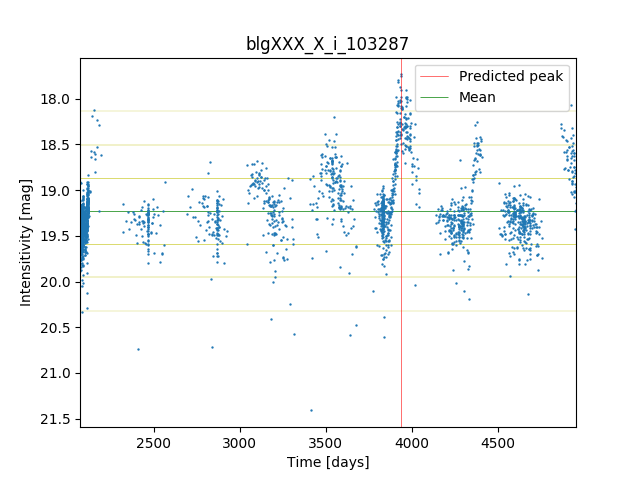 blgXXX_X_i_103287
Predicted peak
Mean
Intensitivity [mag]
18.0
18.5
19.0
19.5
20.0
20.5
21.0
21.5
2500
3000
3500
4000
4500
Time [days]